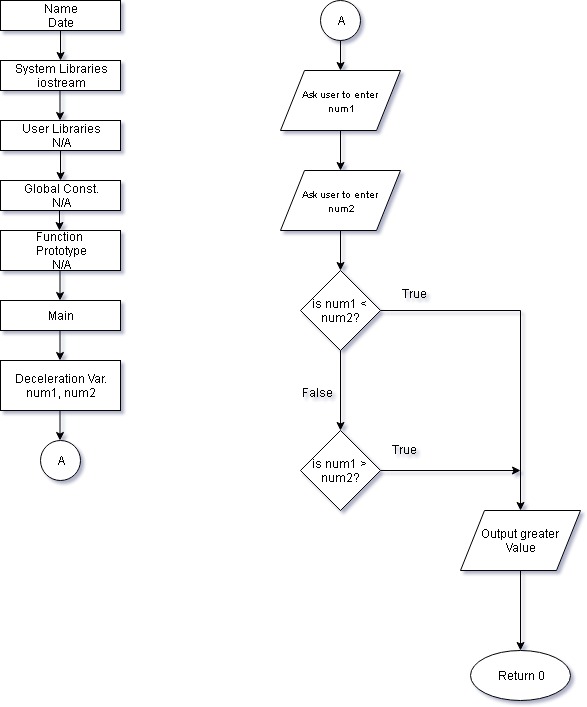 Name
Date
System Libraries
iostream
User Libraries
N/A
Global Const.
N/A
Function
Prototype
N/A
Main
Deceleration Var.
num1, num2
A
A
Ask user to enter
num1
Ask user to enter
num2
is num1 <
num2?
True
False
is num1 >
num2?
True
Output greater
Value
Return 0